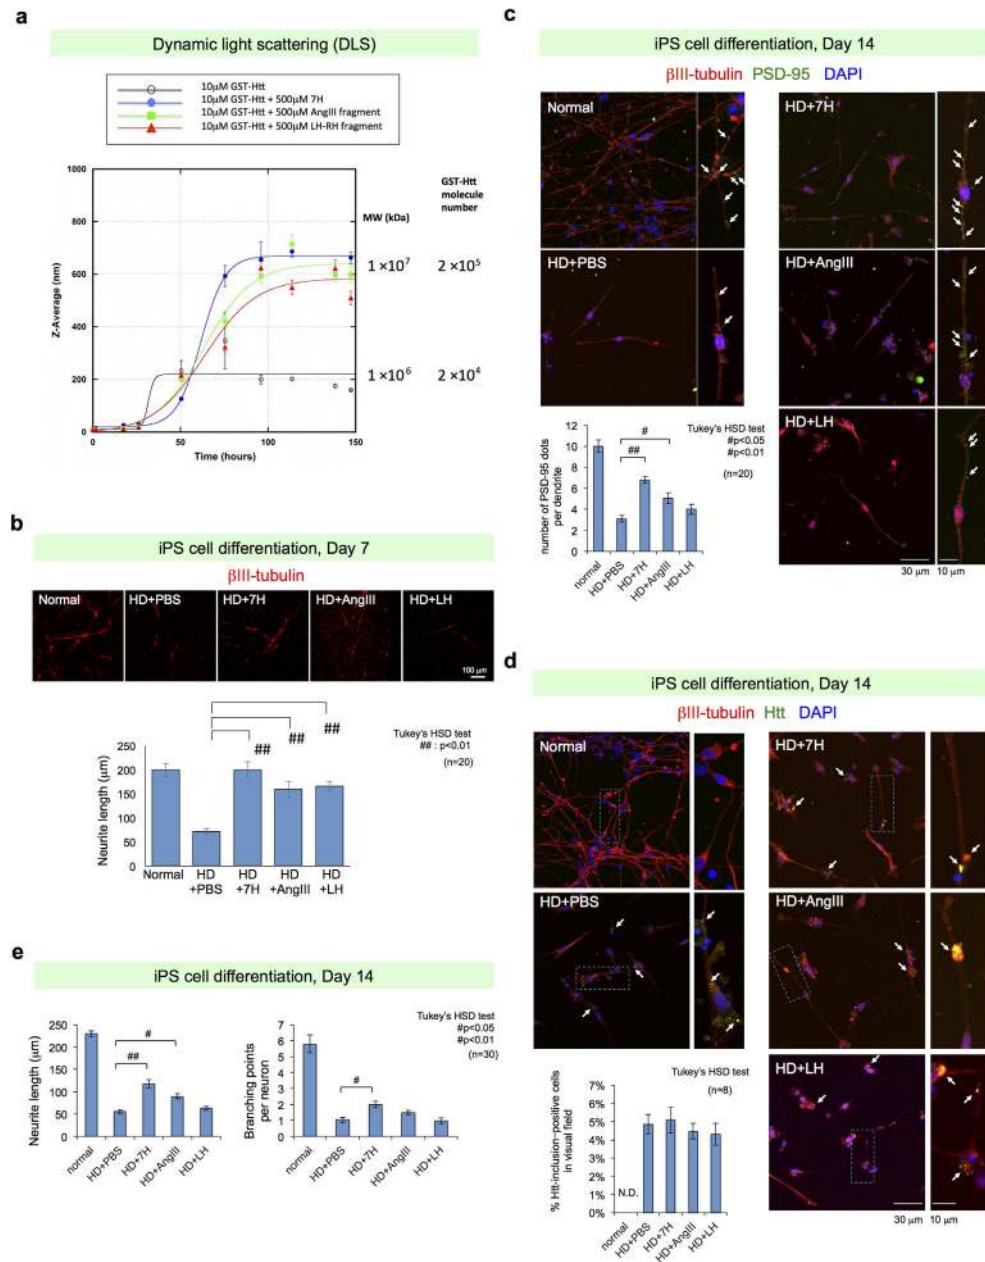 a
Dynamic light scattering (DLS)
10μM GST-Htt
10μM GST-Htt + 500μM 7H
10μM GST-Htt + 500μM AngIII fragment
10μM GST-Htt + 500μM LH-RH fragment
1000
800
600
400
200
0
0
50
100
150
Z-Average (nm)
Time (hours)
MW (kDa)
GST-Htt
molecule
number
1×10⁷
2×10⁵
1×10⁶
2×10⁴
b
iPS cell differentiation, Day 7
βIII-tubulin
Normal
HD+PBS
HD+7H
HD+AngIII
HD+LH
100 μm
##
##
##
Tukey's HSD test
## : p<0.01
(n=20)
Neurite length (μm)
250
200
150
100
50
0
Normal
HD
+PBS
HD
+7H
HD
+AngIII
HD
+LH
e
iPS cell differentiation, Day 14
Neurite length (μm)
250
200
150
100
50
0
#
##
normal
HD+PBS
HD+7H
HD+AngIII
HD+LH
Branching points
per neuron
7
6
5
4
3
2
1
0
#
normal
HD+PBS
HD+7H
HD+AngIII
HD+LH
Tukey's HSD test
#p<0.05
#p<0.01
(n=30)
c
iPS cell differentiation, Day 14
βIII-tubulin PSD-95 DAPI
Normal
HD+7H
HD+PBS
HD+AngIII
HD+LH
30 μm
10 μm
number of PSD-95 dots
per dendrite
12
10
8
6
4
2
0
#
##
Tukey's HSD test
#p<0.05
#p<0.01
(n=20)
normal
HD+PBS
HD+7H
HD+AngIII
HD+LH
d
iPS cell differentiation, Day 14
βIII-tubulin Htt DAPI
Normal
HD+7H
HD+PBS
HD+AngIII
HD+LH
30 μm
10 μm
% Htt-inclusion-positive cells
in visual field
7%
6%
5%
4%
3%
2%
1%
0%
N.D.
Tukey's HSD test
(n=8)
normal
HD+PBS
HD+7H
HD+AngIII
HD+LH